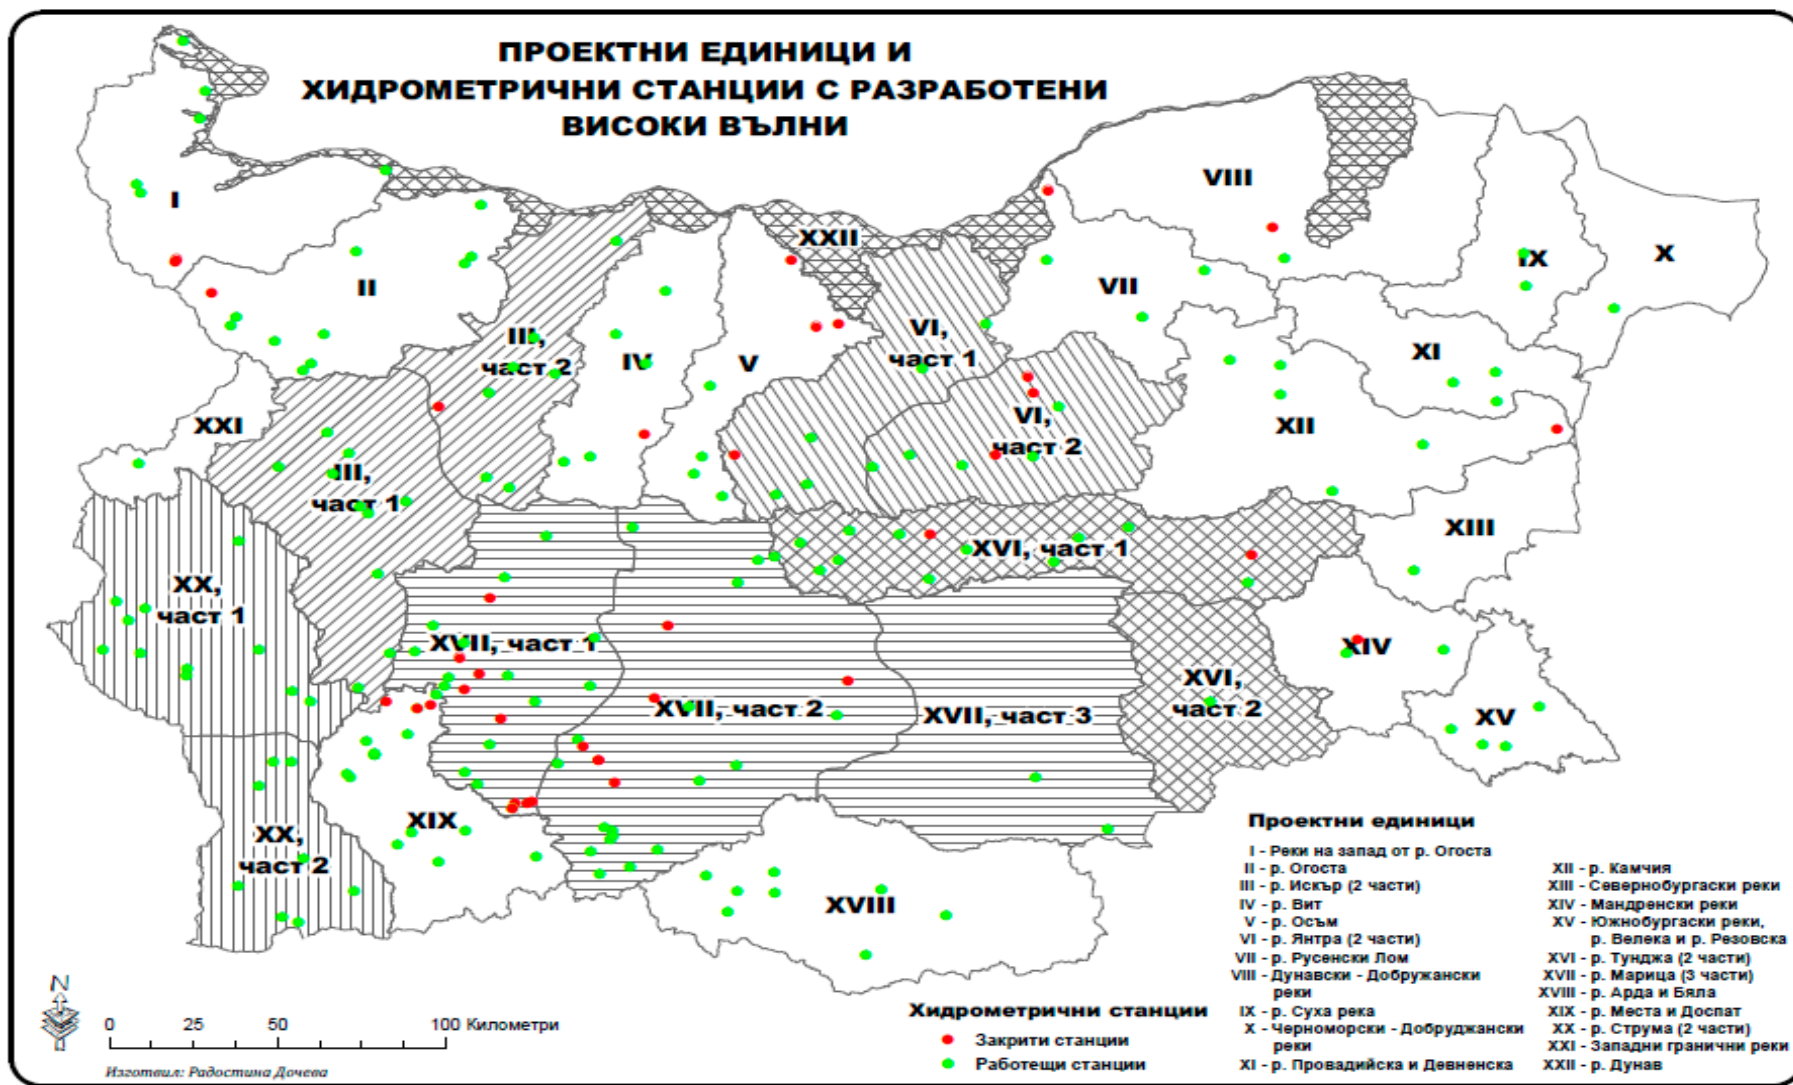 ПРОЕКТНИ ЕДИНИЦИ И
ХИДРОМЕТРИЧНИ СТАНЦИИ С РАЗРАБОТЕНИ
ВИСОКИ ВЪЛНИ
I
II
III,
част 2
IV
V
XXII
VI,
част 1
VI,
част 2
VII
VIII
IX
X
XI
XII
XIII
XXI
III,
част 1
XX,
част 1
XVI, част 1
XVII, част 1
XVII, част 2
XVII, част 3
XVI,
част 2
XIV
XV
XIX
XX,
част 2
XVIII
Проектни единици
I - Реки на запад от р. Огоста
II - р. Огоста
III - р. Искър (2 части)
IV - р. Вит
V - р. Осъм
VI - р. Янтра (2 части)
VII - р. Русенски Лом
VIII - Дунавски - Добружански
реки
IX - р. Суха река
X - Черноморски - Добруджански
реки
XI - р. Провадийска и Девненска
XII - р. Камчия
XIII - Севернобургаски реки
XIV - Мандренски реки
XV - Южнобургаски реки,
р. Велека и р. Резовска
XVI - р. Тунджа (2 части)
XVII - р. Марица (3 части)
XVIII - р. Арда и Бяла
XIX - р. Места и Доспат
XX - р. Струма (2 части)
XXI - Западни гранични реки
XXII - р. Дунав
Хидрометрични станции
Закрити станции
Работещи станции
N
0 25 50 100 Километри
Изготвил: Радостина Дочева